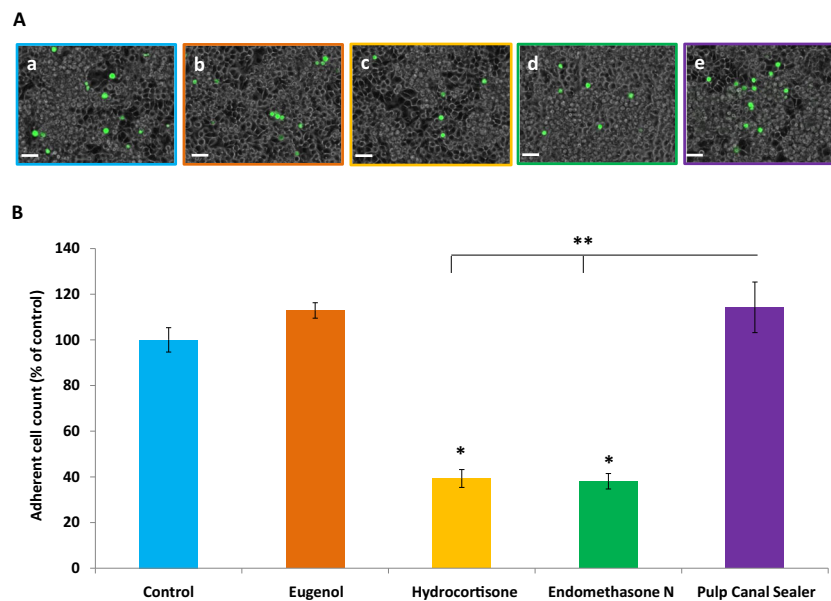 A
a b c d e
B
**
140
120
100
80
60
40
20
0
Adherent cell count (% of control)
* *
Control Eugenol Hydrocortisone Endomethasone N Pulp Canal Sealer